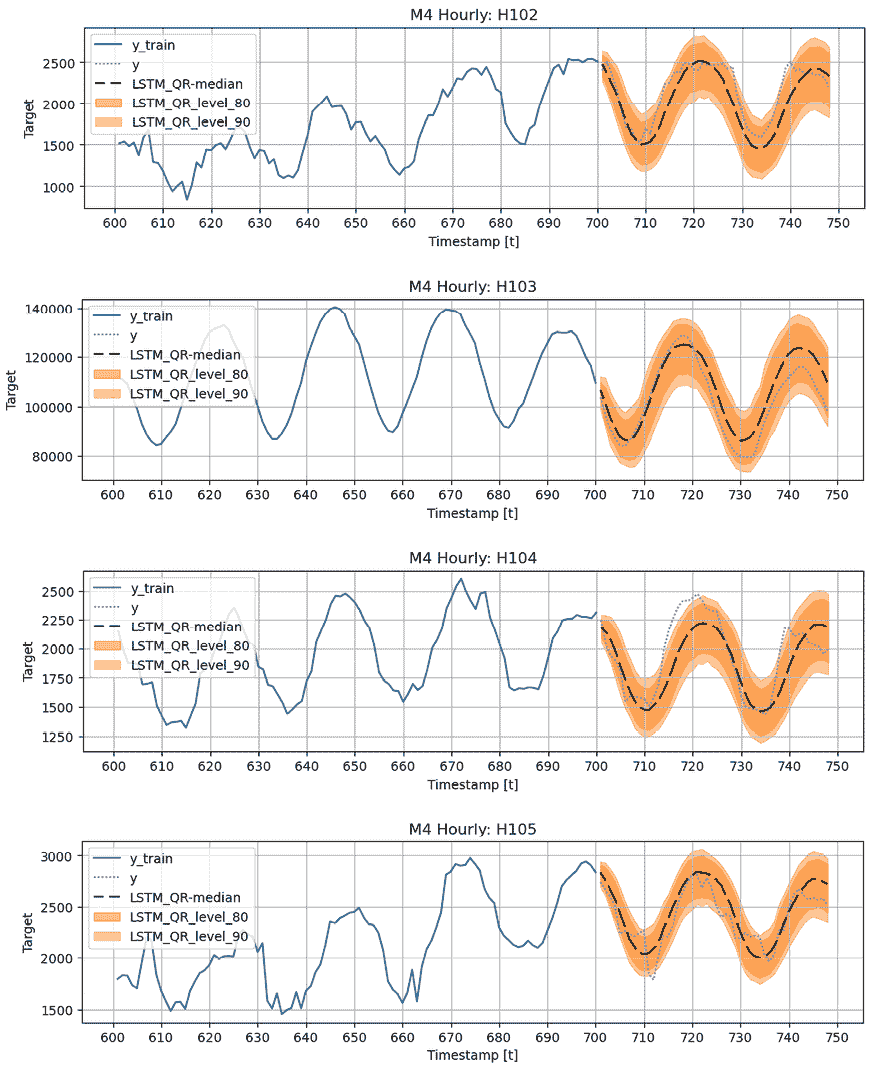 M4 Hourly: H102
y_train
y
LSTM_QR-median
LSTM_QR_level_80
LSTM_QR_level_90
Target
2500
2000
1500
1000
600 610 620 630 640 650 660 670 680 690 700 710 720 730 740 750
Timestamp [t]
M4 Hourly: H103
y_train
y
LSTM_QR-median
LSTM_QR_level_80
LSTM_QR_level_90
Target
140000
120000
100000
80000
600 610 620 630 640 650 660 670 680 690 700 710 720 730 740 750
Timestamp [t]
M4 Hourly: H104
y_train
y
LSTM_QR-median
LSTM_QR_level_80
LSTM_QR_level_90
Target
2500
2250
2000
1750
1500
1250
600 610 620 630 640 650 660 670 680 690 700 710 720 730 740 750
Timestamp [t]
M4 Hourly: H105
y_train
y
LSTM_QR-median
LSTM_QR_level_80
LSTM_QR_level_90
Target
3000
2500
2000
1500
600 610 620 630 640 650 660 670 680 690 700 710 720 730 740 750
Timestamp [t]